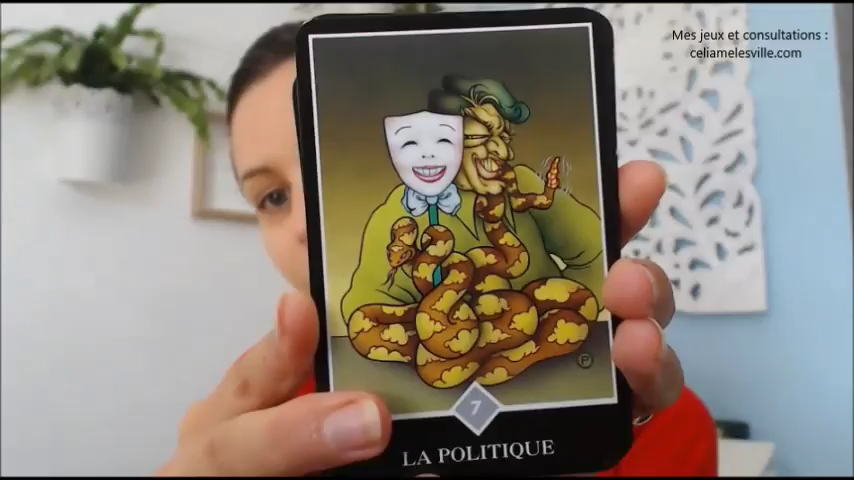 Mes jeux et consultations :
celiamelesville.com
7
LA POLITIQUE
P